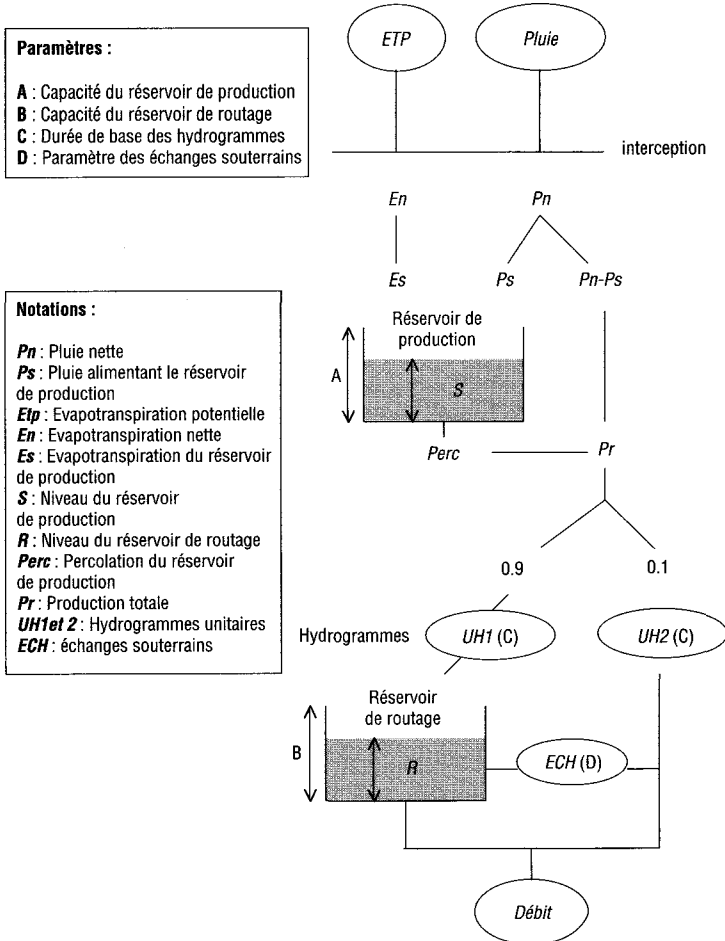 Paramètres :
A : Capacité du réservoir de production
B : Capacité du réservoir de routage
C : Durée de base des hydrogrammes
D : Paramètre des échanges souterrains
ETP
Pluie
interception
En
Pn
Es
Ps
Pn-Ps
Notations :
Pn : Pluie nette
Ps : Pluie alimentant le réservoir
de production
Etp : Evapotranspiration potentielle
En : Evapotranspiration nette
Es : Evapotranspiration du réservoir
de production
S : Niveau du réservoir
de production
R : Niveau du réservoir de routage
Perc : Percolation du réservoir
de production
Pr : Production totale
UH1et 2 : Hydrogrammes unitaires
ECH : échanges souterrains
Réservoir de
production
A
S
Perc
Pr
0.9
0.1
Hydrogrammes
UH1 (C)
UH2 (C)
Réservoir
de routage
B
R
ECH (D)
Débit